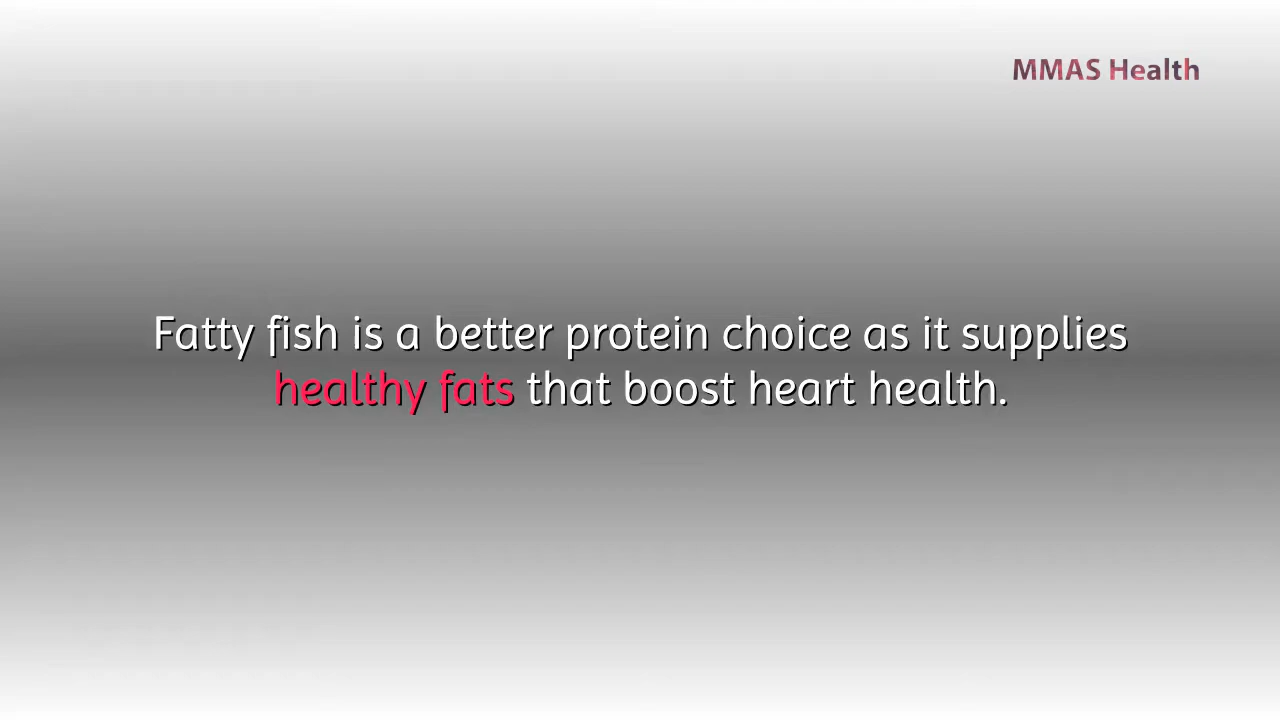 MMAS Health
Fatty fish is a better protein choice as it supplies
healthy fats that boost heart health.